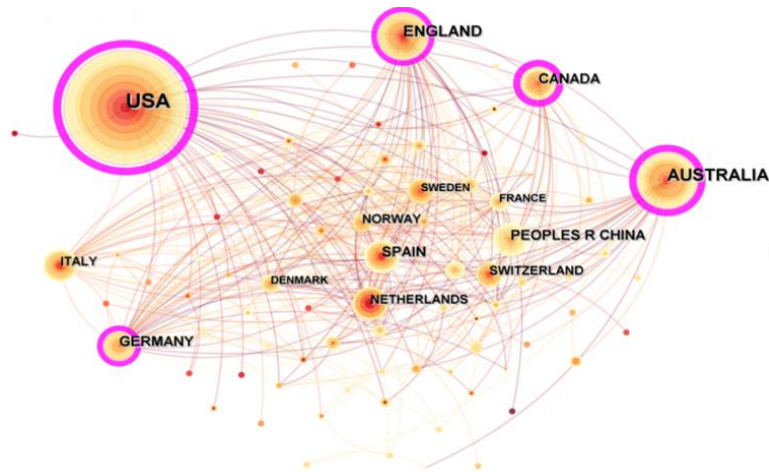 ENGLAND
CANADA
USA
AUSTRALIA
SWEDEN
FRANCE
NORWAY
PEOPLES R CHINA
SPAIN
ITALY
SWITZERLAND
DENMARK
NETHERLANDS
GERMANY